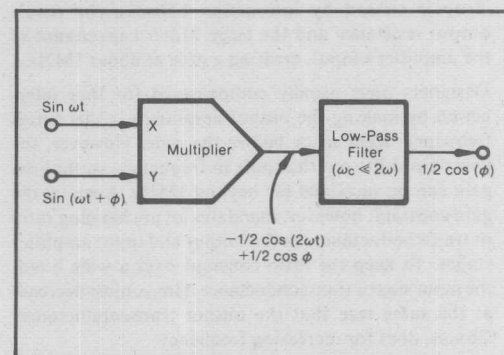 Sin ωt
X
Multiplier
Y
Sin (ωt + ϕ)
Low-Pass
Filter
(ωc ≪ 2ω)
1/2 cos (ϕ)
−1/2 cos (2ωt)
+1/2 cos ϕ